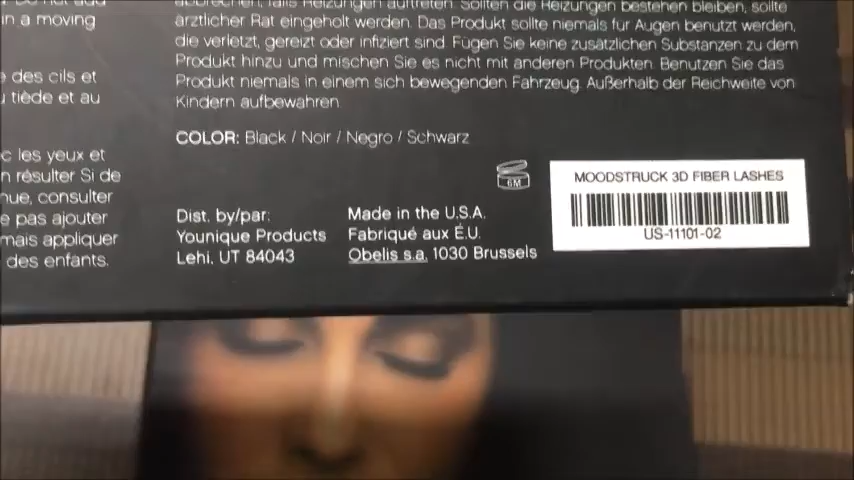 in a moving
des cils et
tiède et au
c les yeux et
n résulter Si de
nue, consulter
e pas ajouter
mais appliquer
des enfants.
falls Reizungen auftreten. Sollten die Reizungen bestehen bleiben, sollte
ärztlicher Rat eingeholt werden. Das Produkt sollte niemals für Augen benutzt werden,
die verletzt, gereizt oder infiziert sind. Fügen Sie keine zusätzlichen Substanzen zu dem
Produkt hinzu und mischen Sie es nicht mit anderen Produkten. Benutzen Sie das
Produkt niemals in einem sich bewegenden Fahrzeug. Außerhalb der Reichweite von
Kindern aufbewahren.
COLOR: Black / Noir / Negro / Schwarz
6M
Dist. by/par:
Younique Products
Lehi, UT 84043
Made in the U.S.A.
Fabriqué aux É.U.
Obelis s.a. 1030 Brussels
MOODSTRUCK 3D FIBER LASHES
US-11101-02